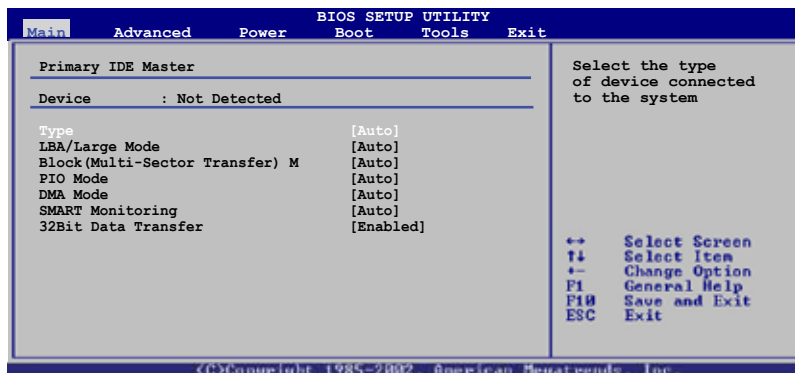 BIOS SETUP UTILITY
Main Advanced Power Boot Tools Exit
Primary IDE Master
Device : Not Detected
Type [Auto]
LBA/Large Mode [Auto]
Block(Multi-Sector Transfer) M [Auto]
PIO Mode [Auto]
DMA Mode [Auto]
SMART Monitoring [Auto]
32Bit Data Transfer [Enabled]
Select the type
of device connected
to the system
↔ Select Screen
↑↓ Select Item
+- Change Option
F1 General Help
F10 Save and Exit
ESC Exit
(C)Copyright 1985-2002, American Megatrends, Inc.